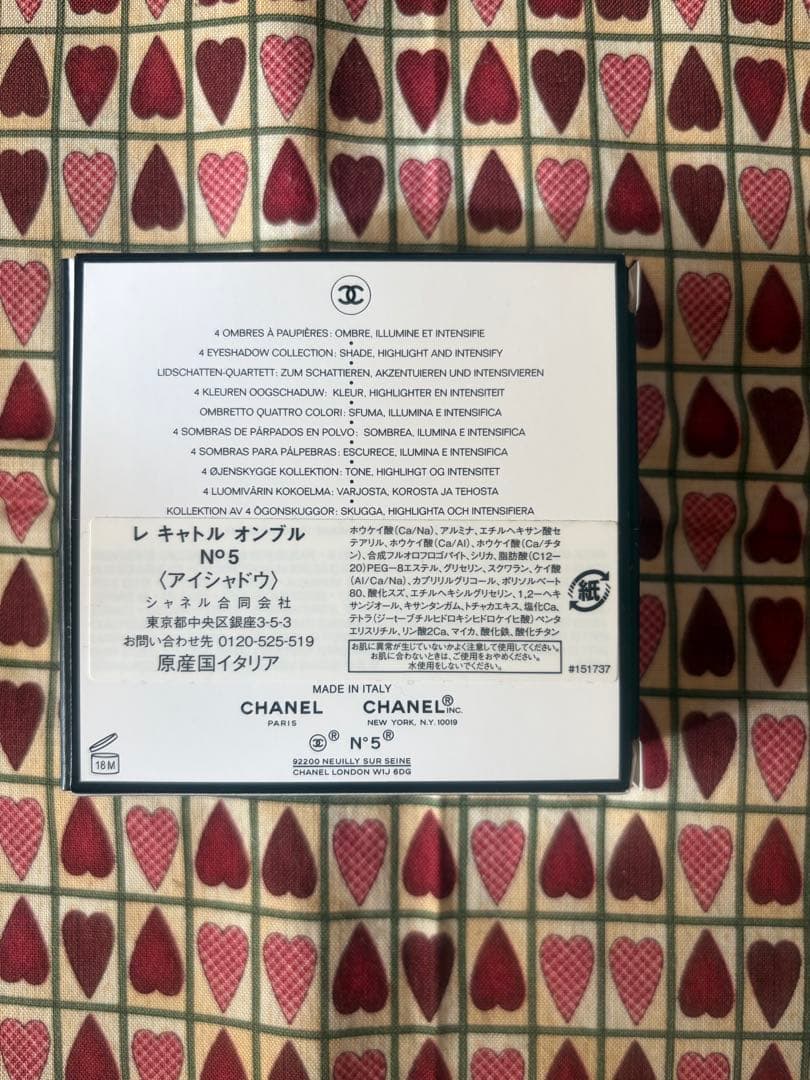 4 OMBRES À PAUPIÈRES: OMBRE, ILLUMINE ET INTENSIFIE
4 EYESHADOW COLLECTION: SHADE, HIGHLIGHT AND INTENSIFY
LIDSCHATTEN-QUARTETT: ZUM SCHATTIEREN, AKZENTUIEREN UND INTENSIVIEREN
4 KLEUREN OOGSCHADUW: KLEUR, HIGHLIGHTER EN INTENSITEIT
OMBRETTO QUATTRO COLORI: SFUMA, ILLUMINA E INTENSIFICA
4 SOMBRAS DE PÁRPADOS EN POLVO: SOMBREA, ILUMINA E INTENSIFICA
4 SOMBRAS PARA PÁLPEBRAS: ESCURECE, ILUMINA E INTENSIFICA
4 ØJENSKYGGE KOLLEKTION: TONE, HIGHLIHGT OG INTENSITET
4 LUOMIVÄRIN KOKOELMA: VARJOSTA, KOROSTA JA TEHOSTA
KOLLEKTION AV 4 ÖGONSKUGGOR: SKUGGA, HIGHLIGHTA OCH INTENSIFIERA
レ キャトル オンブル
Nº5
〈アイシャドウ〉
シャネル合同会社
東京都中央区銀座3-5-3
お問い合わせ先 0120-525-519
原産国イタリア
ホウケイ酸(Ca/Na)、アルミナ、エチルヘキサン酸セ
テアリル、ホウケイ酸(Ca/Al)、ホウケイ酸(Ca/チタ
ン)、合成フルオロフロゴパイト、シリカ、脂肪酸(C12-
20)PEG-8エステル、グリセリン、スクワラン、ケイ酸
(Al/Ca/Na)、カプリリルグリコール、ポリソルベート
80、酸化スズ、エチルヘキシルグリセリン、1,2-ヘキ
サンジオール、キサンタンガム、トチャカエキス、塩化Ca、
テトラ(ジ-t-ブチルヒドロキシヒドロケイヒ酸)ペンタ
エリスリチル、リン酸2Ca、マイカ、酸化鉄、酸化チタン
お肌に異常が生じていないかよく注意して使用してください。
お肌に合わないときは、ご使用をおやめください。
水使用をしないでください。
紙
#151737
MADE IN ITALY
CHANEL CHANEL® INC.
PARIS NEW YORK, N.Y. 10019
® Nº5®
92200 NEUILLY SUR SEINE
CHANEL LONDON W1J 6DG
18M